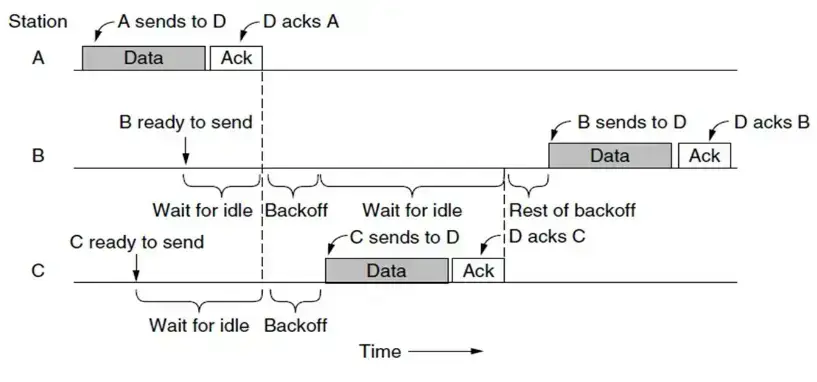 Station
A sends to D
D acks A
A
Data
Ack
B ready to send
B sends to D
D acks B
B
Data
Ack
Wait for idle
Backoff
Wait for idle
Rest of backoff
C ready to send
C sends to D
D acks C
C
Data
Ack
Wait for idle
Backoff
Time